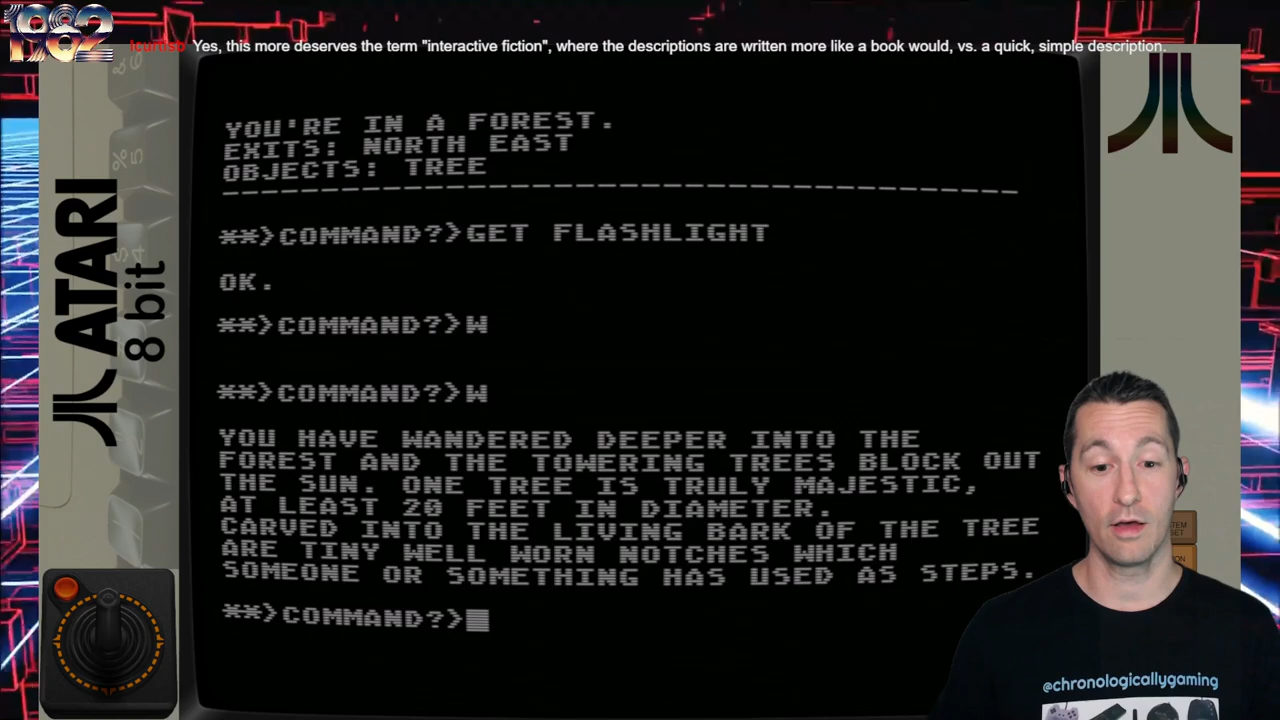 1982
lcurtisb Yes, this more deserves the term "interactive fiction", where the descriptions are written more like a book would, vs. a quick, simple description.
YOU'RE IN A FOREST.
EXITS: NORTH EAST
OBJECTS: TREE
----------------------------------------
**>COMMAND?>GET FLASHLIGHT
OK.
**>COMMAND?>W
**>COMMAND?>W
YOU HAVE WANDERED DEEPER INTO THE
FOREST AND THE TOWERING TREES BLOCK OUT
THE SUN. ONE TREE IS TRULY MAJESTIC,
AT LEAST 20 FEET IN DIAMETER.
CARVED INTO THE LIVING BARK OF THE TREE
ARE TINY WELL WORN NOTCHES WHICH
SOMEONE OR SOMETHING HAS USED AS STEPS.
**>COMMAND?>
ATARI
8 bit
@chronologicallygaming